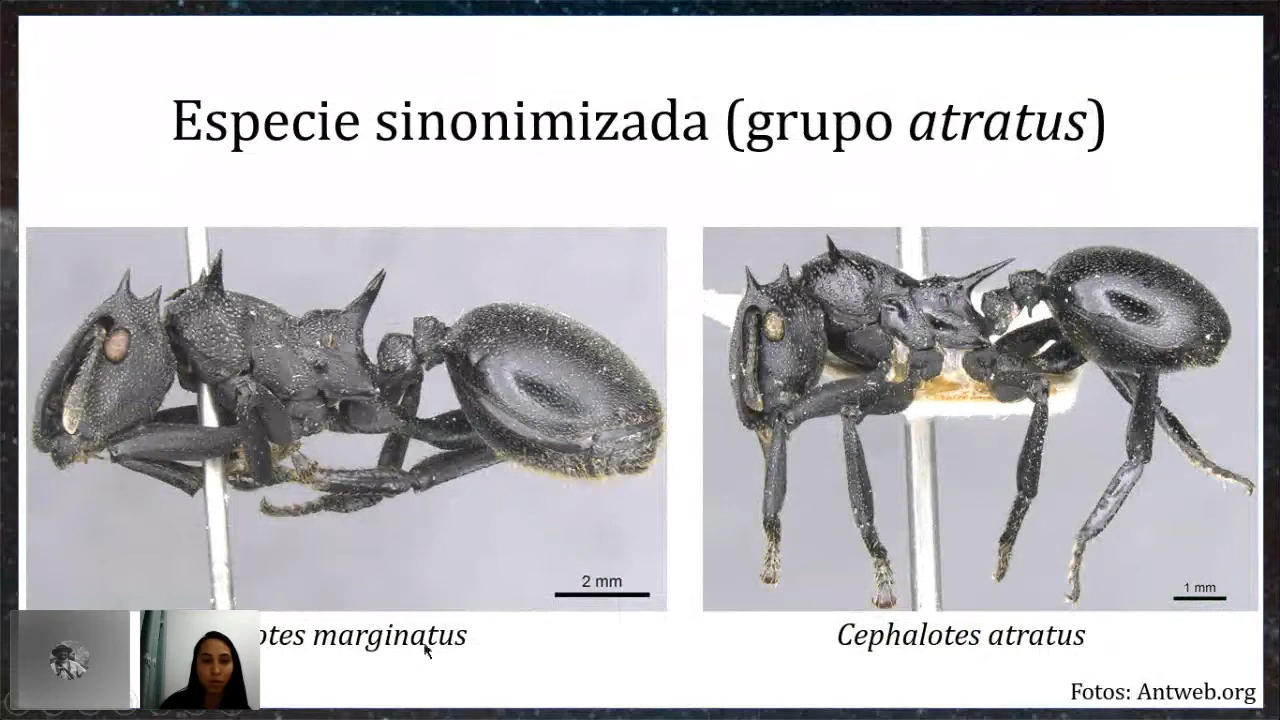 Especie sinonimizada (grupo atratus)
2 mm
1 mm
otes marginatus
Cephalotes atratus
Fotos: Antweb.org